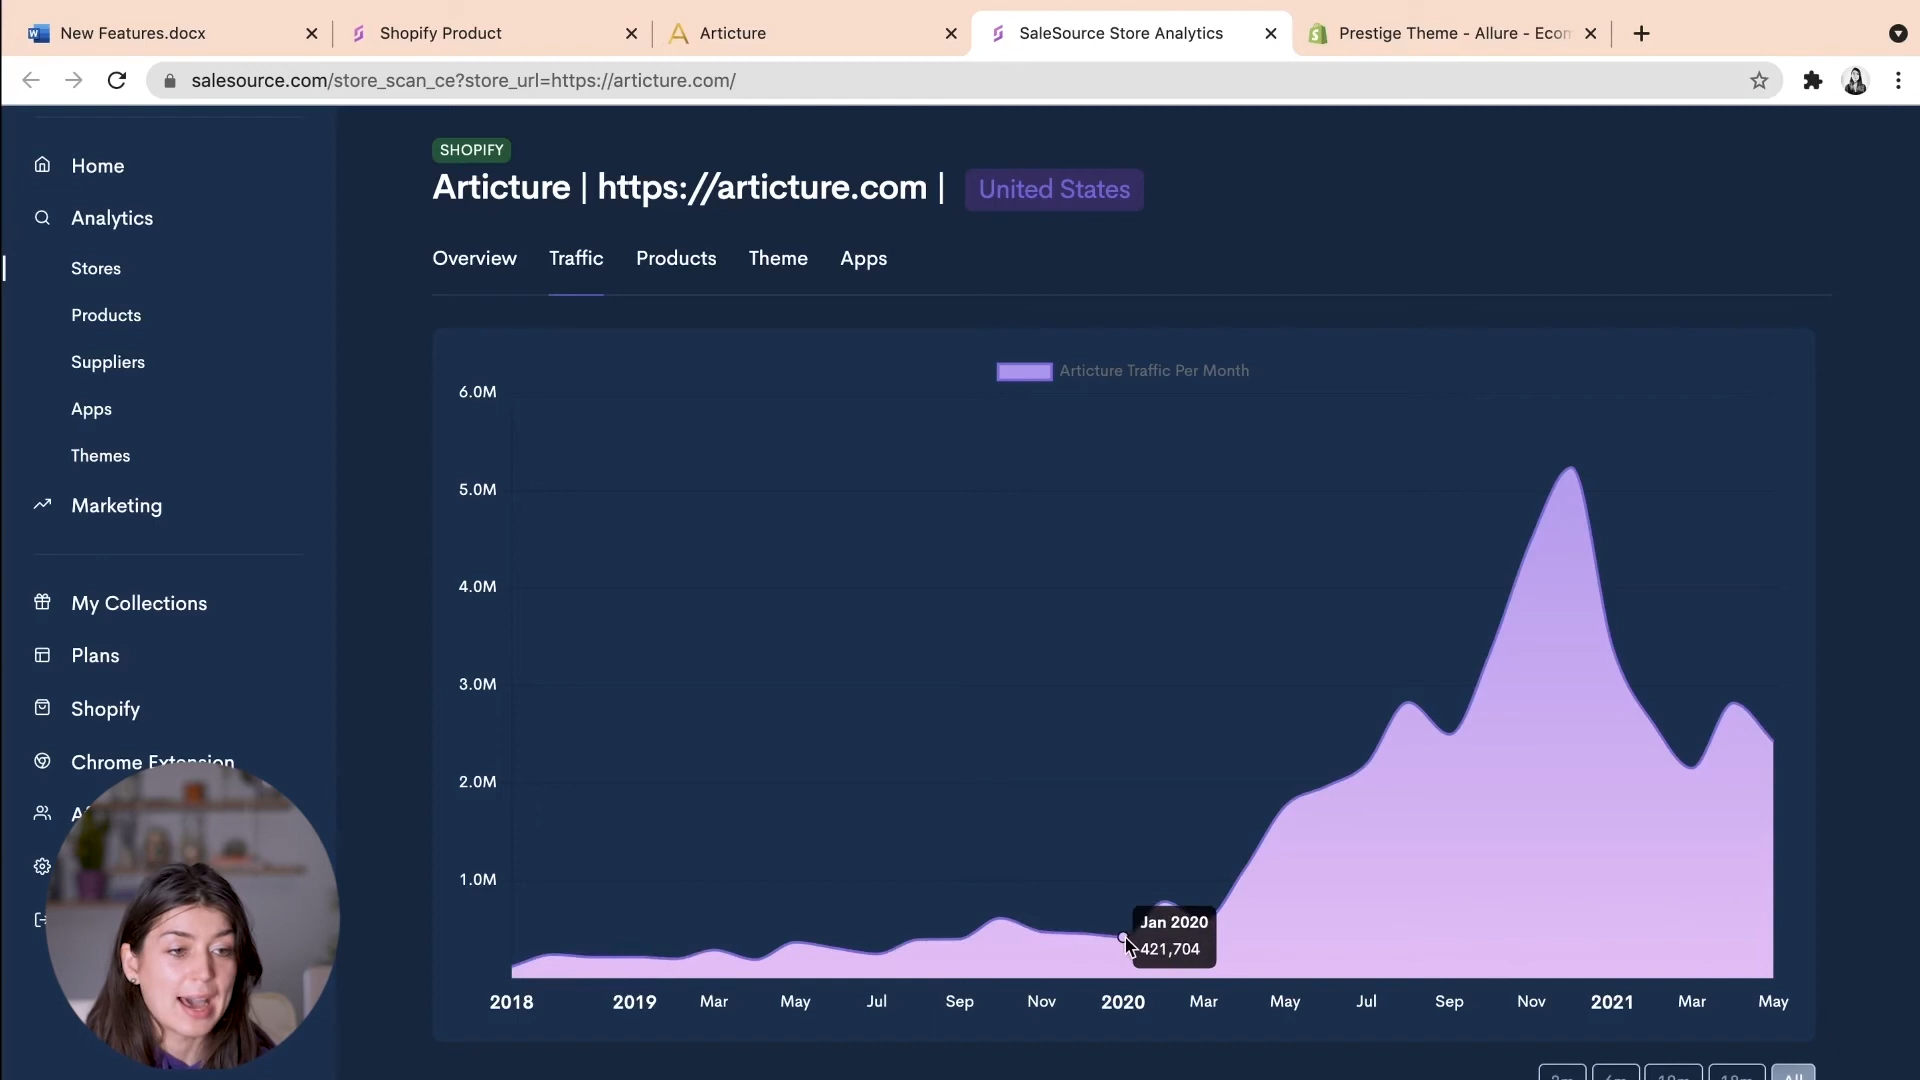 New Features.docx
Shopify Product
Articture
SaleSource Store Analytics
Prestige Theme - Allure - Econ
salesource.com/store_scan_ce?store_url=https://articture.com/
Home
Analytics
Stores
Products
Suppliers
Apps
Themes
Marketing
My Collections
Plans
Shopify
Chrome Extension
SHOPIFY
Articture | https://articture.com |
United States
Overview Traffic Products Theme Apps
Articture Traffic Per Month
6.0M
5.0M
4.0M
3.0M
2.0M
1.0M
Jan 2020
421,704
2018 2019 Mar May Jul Sep Nov 2020 Mar May Jul Sep Nov 2021 Mar May
All